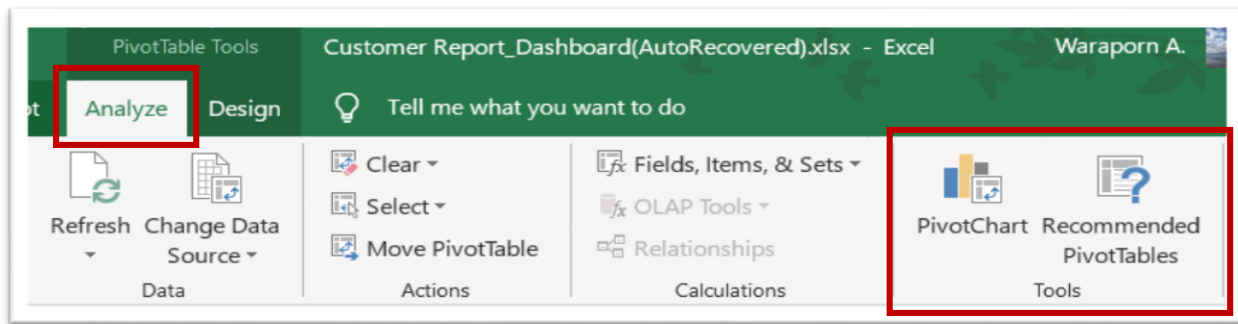 PivotTable Tools
Customer Report_Dashboard(AutoRecovered).xlsx - Excel
Waraporn A.
Analyze
Design
Tell me what you want to do
Refresh
Change Data
Source
Data
Clear
Select
Move PivotTable
Actions
Fields, Items, & Sets
OLAP Tools
Relationships
Calculations
PivotChart
Recommended
PivotTables
Tools